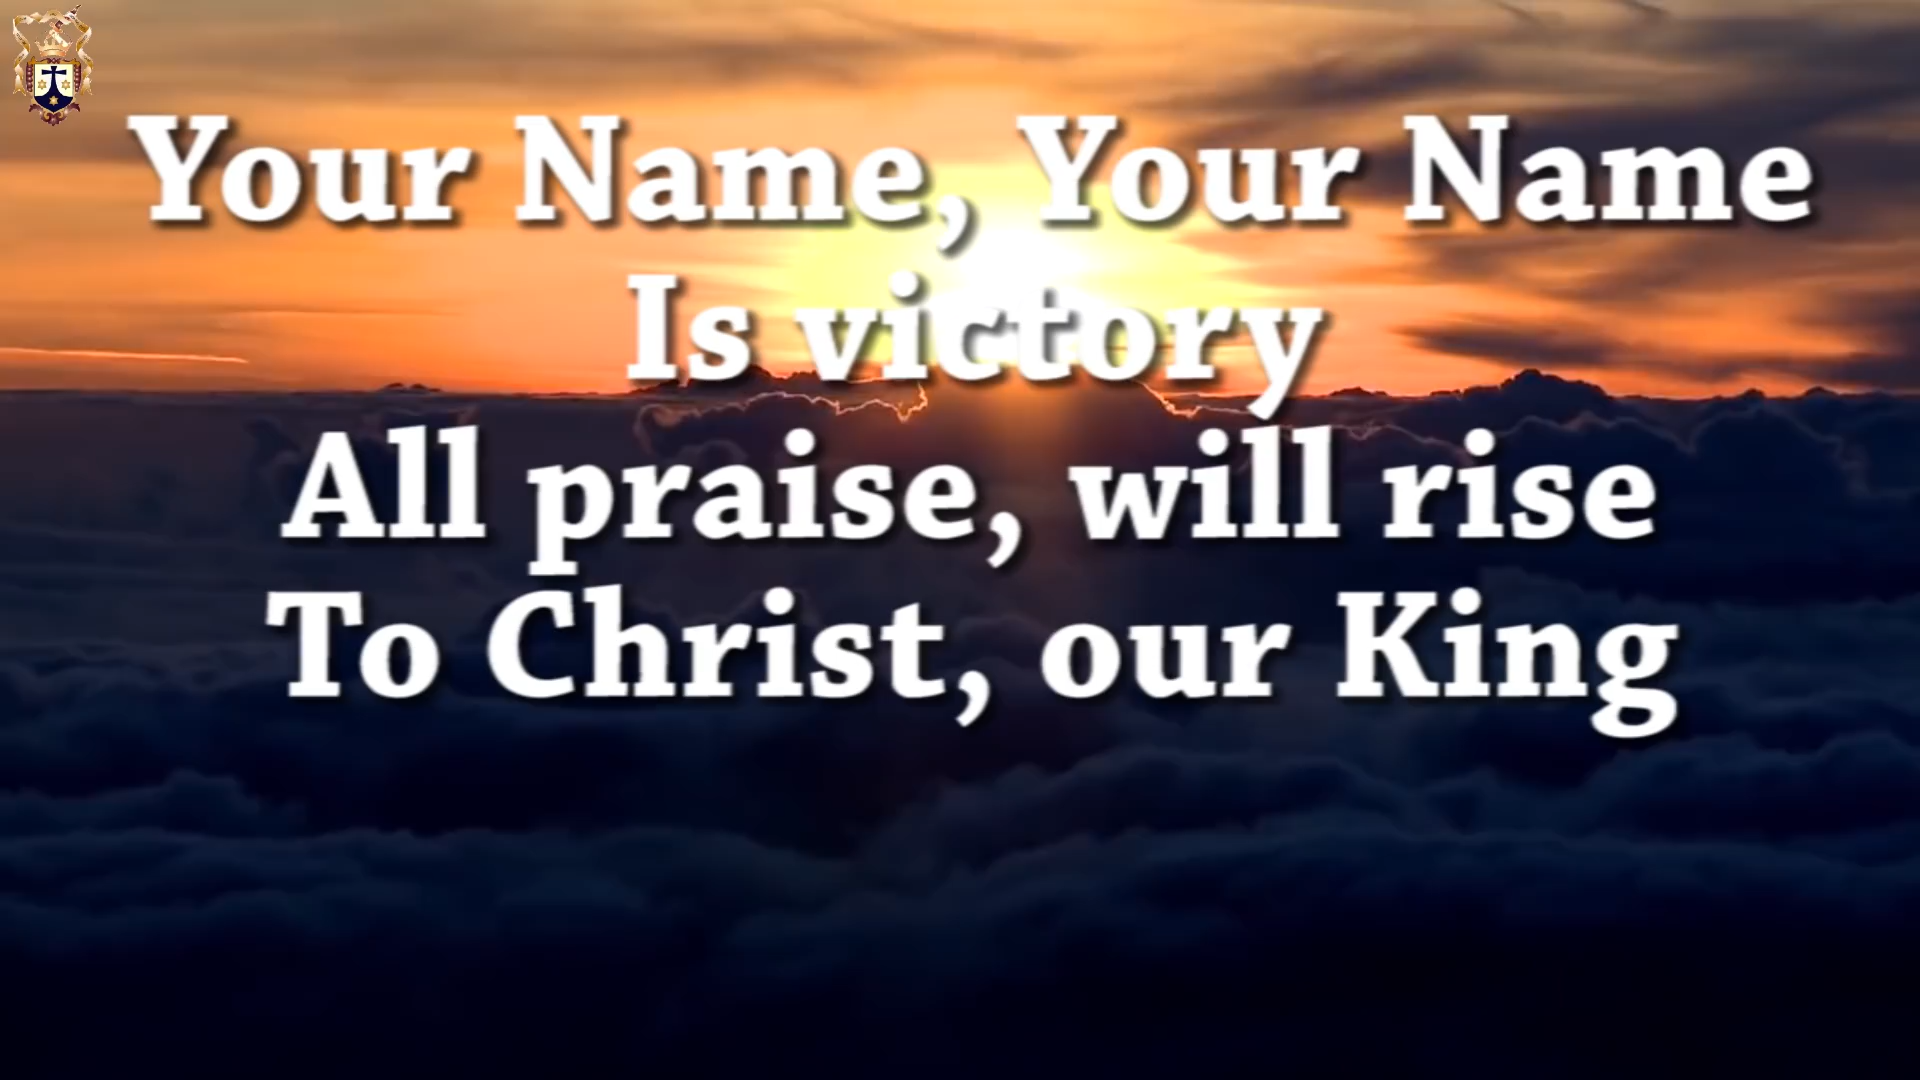 Your Name, Your Name
Is victory
All praise, will rise
To Christ, our King